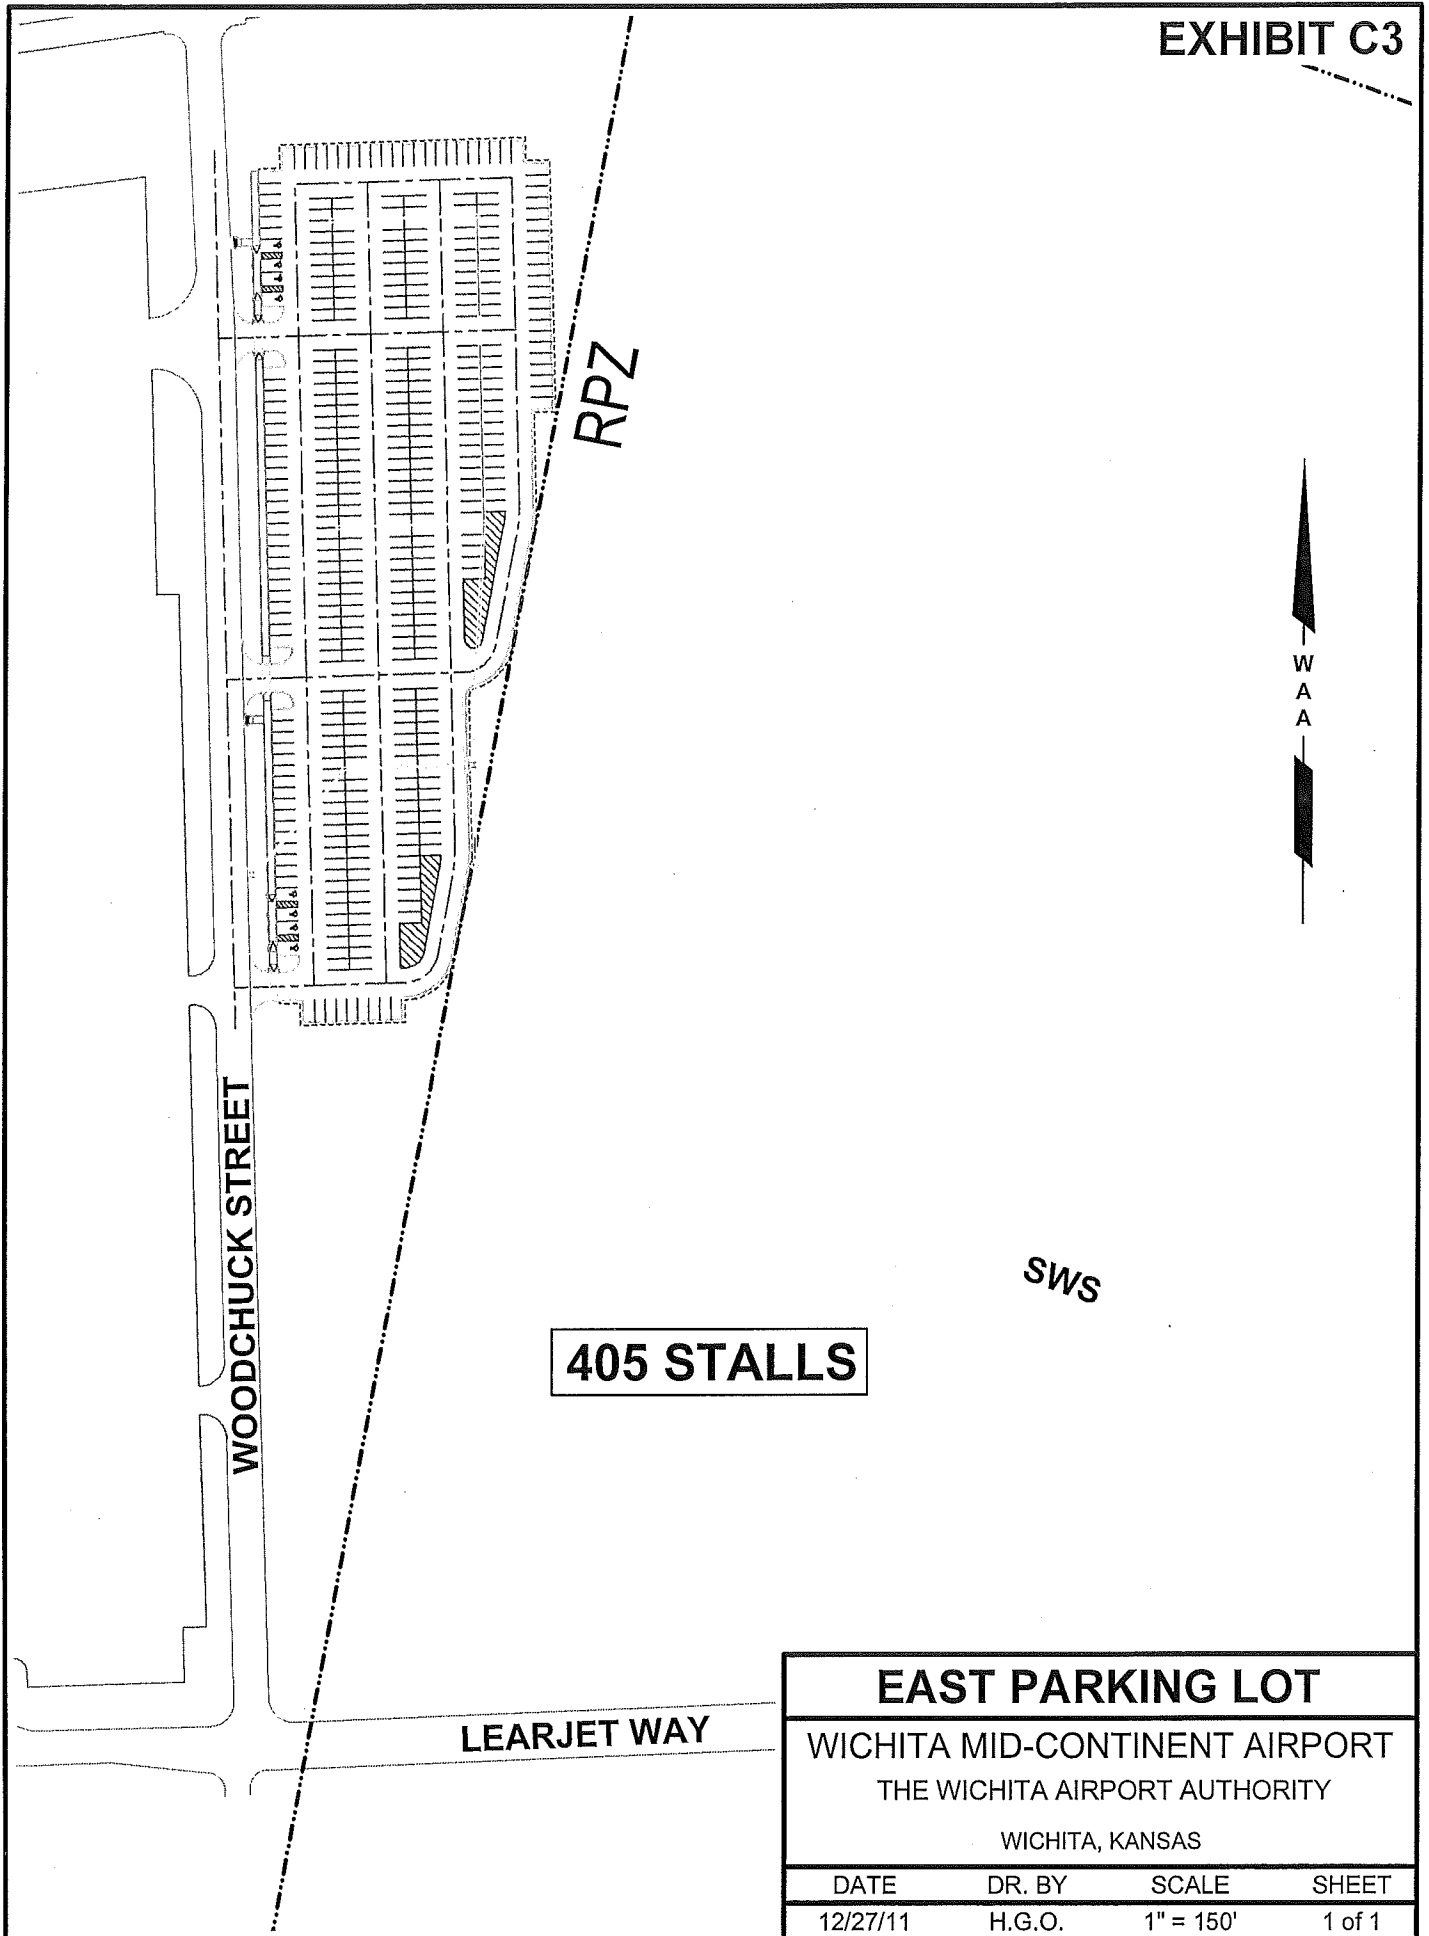 EXHIBIT C3
RPZ
W
A
A
WOODCHUCK STREET
SWS
405 STALLS
LEARJET WAY
EAST PARKING LOT
WICHITA MID-CONTINENT AIRPORT
THE WICHITA AIRPORT AUTHORITY
WICHITA, KANSAS
DATE DR. BY SCALE SHEET
12/27/11 H.G.O. 1" = 150' 1 of 1